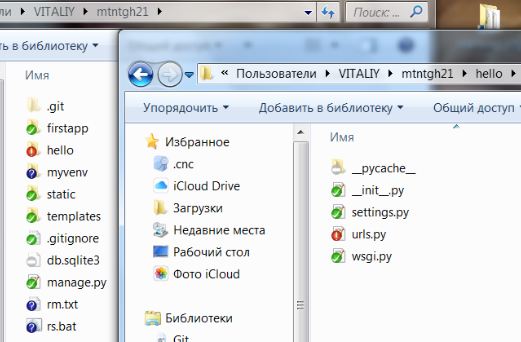 ли ▸ VITALIY ▸ mtntgh21 ▸
Поиск: ...
ь в библиотеку ▼
Имя
.git
firstapp
hello
myvenv
static
templates
.gitignore
db.sqlite3
manage.py
rm.txt
rs.bat
« Пользователи ▸ VITALIY ▸ mtntgh21 ▸ hello ▸
Упорядочить ▼ Добавить в библиотеку ▼ Общий доступ
Избранное
.cnc
iCloud Drive
Загрузки
Недавние места
Рабочий стол
Фото iCloud
Библиотеки
Git
Имя
__pycache__
__init__.py
settings.py
urls.py
wsgi.py